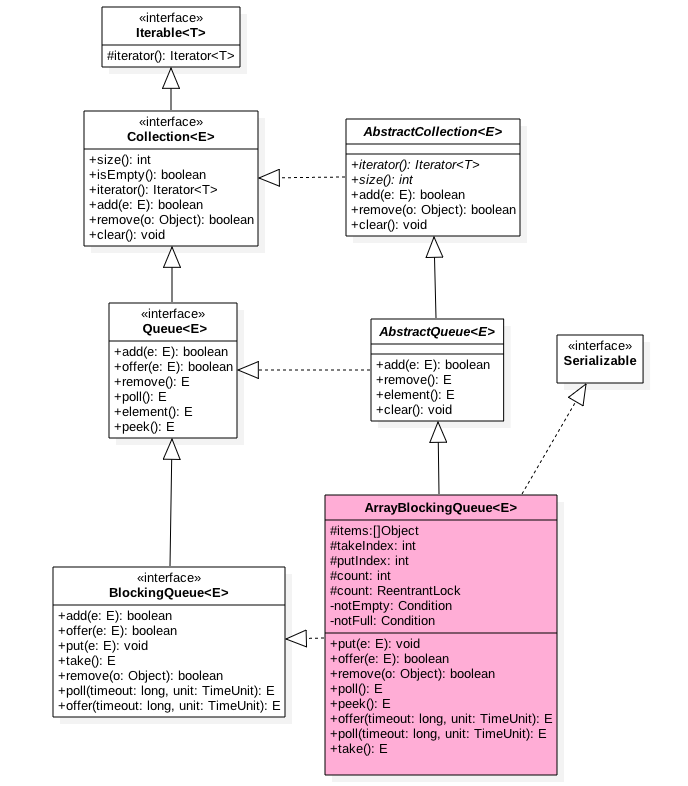 «interface»
Iterable<T>
#iterator(): Iterator<T>
«interface»
Collection<E>
+size(): int
+isEmpty(): boolean
+iterator(): Iterator<T>
+add(e: E): boolean
+remove(o: Object): boolean
+clear(): void
AbstractCollection<E>
+iterator(): Iterator<T>
+size(): int
+add(e: E): boolean
+remove(o: Object): boolean
+clear(): void
«interface»
Queue<E>
+add(e: E): boolean
+offer(e: E): boolean
+remove(): E
+poll(): E
+element(): E
+peek(): E
AbstractQueue<E>
+add(e: E): boolean
+remove(): E
+element(): E
+clear(): void
«interface»
Serializable
«interface»
BlockingQueue<E>
+add(e: E): boolean
+offer(e: E): boolean
+put(e: E): void
+take(): E
+remove(o: Object): boolean
+poll(timeout: long, unit: TimeUnit): E
+offer(timeout: long, unit: TimeUnit): E
ArrayBlockingQueue<E>
#items:[]Object
#takeIndex: int
#putIndex: int
#count: int
#count: ReentrantLock
-notEmpty: Condition
-notFull: Condition
+put(e: E): void
+offer(e: E): boolean
+remove(o: Object): boolean
+poll(): E
+peek(): E
+offer(timeout: long, unit: TimeUnit): E
+poll(timeout: long, unit: TimeUnit): E
+take(): E